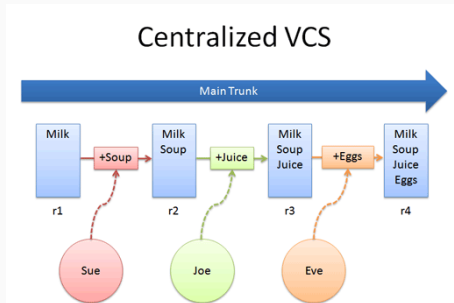 Centralized VCS
Main Trunk
Milk
+Soup
Milk
Soup
+Juice
Milk
Soup
Juice
+Eggs
Milk
Soup
Juice
Eggs
r1
r2
r3
r4
Sue
Joe
Eve